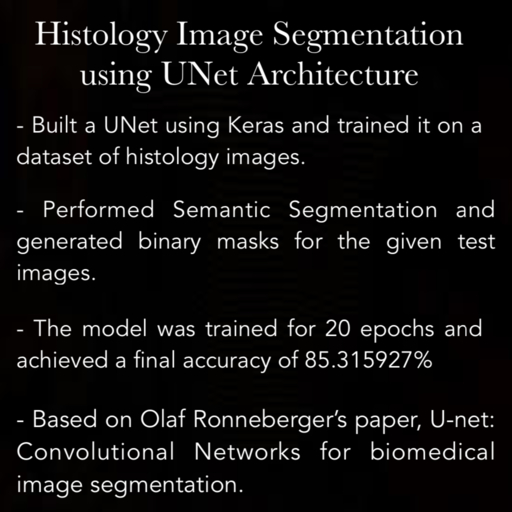 Histology Image Segmentation
using UNet Architecture
- Built a UNet using Keras and trained it on a
dataset of histology images.
- Performed Semantic Segmentation and
generated binary masks for the given test
images.
- The model was trained for 20 epochs and
achieved a final accuracy of 85.315927%
- Based on Olaf Ronneberger’s paper, U-net:
Convolutional Networks for biomedical
image segmentation.